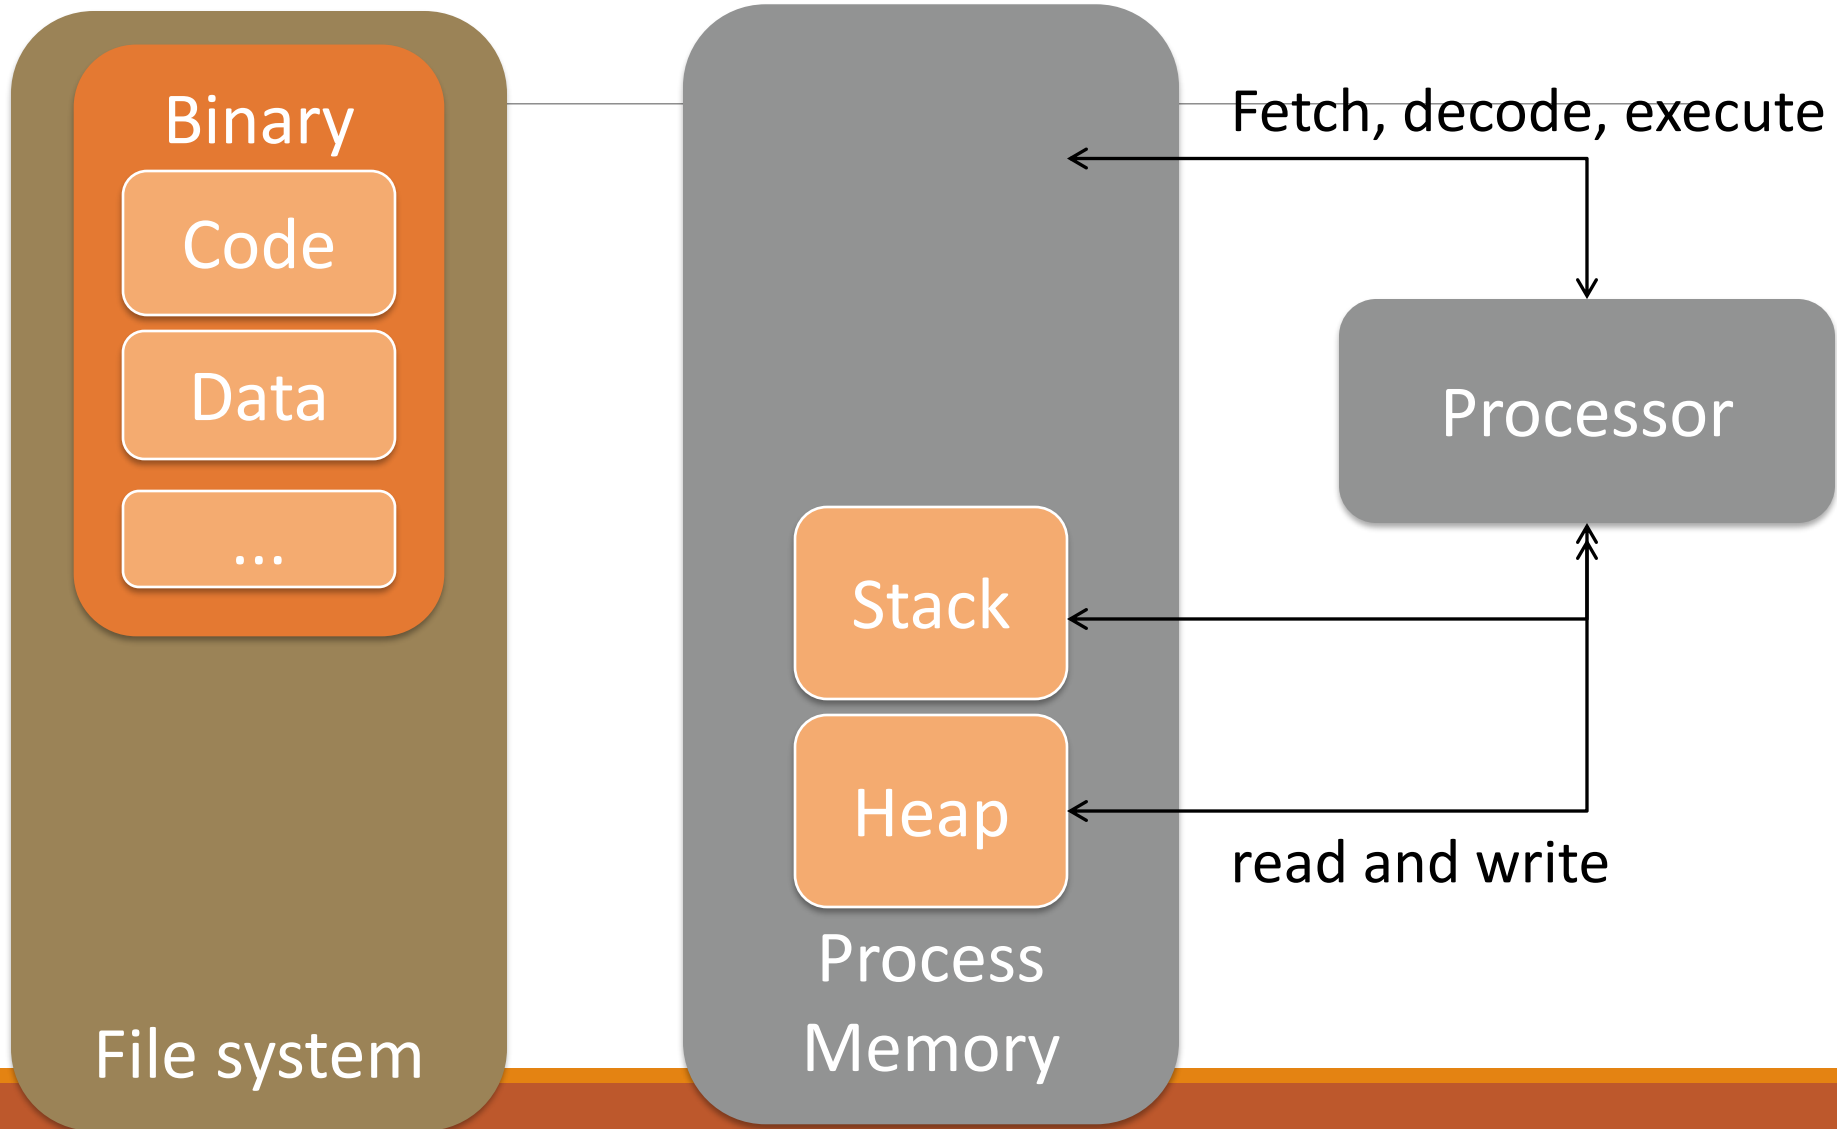 Binary
Code
Data
...
File system
Stack
Heap
Process
Memory
Fetch, decode, execute
Processor
read and write